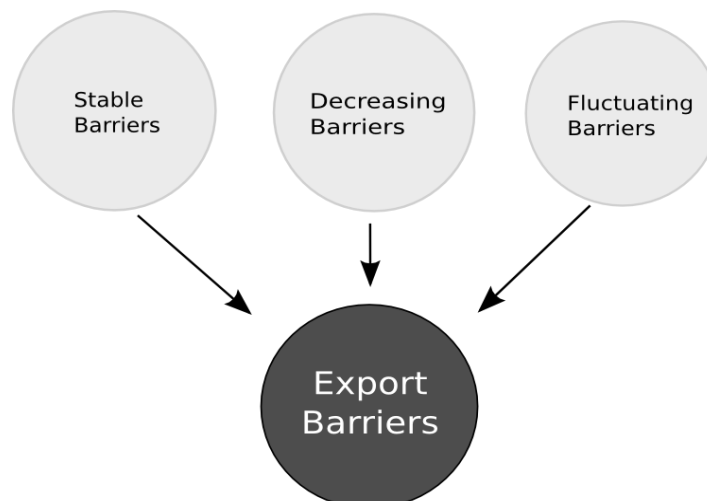 Stable
Barriers
Decreasing
Barriers
Fluctuating
Barriers
Export
Barriers